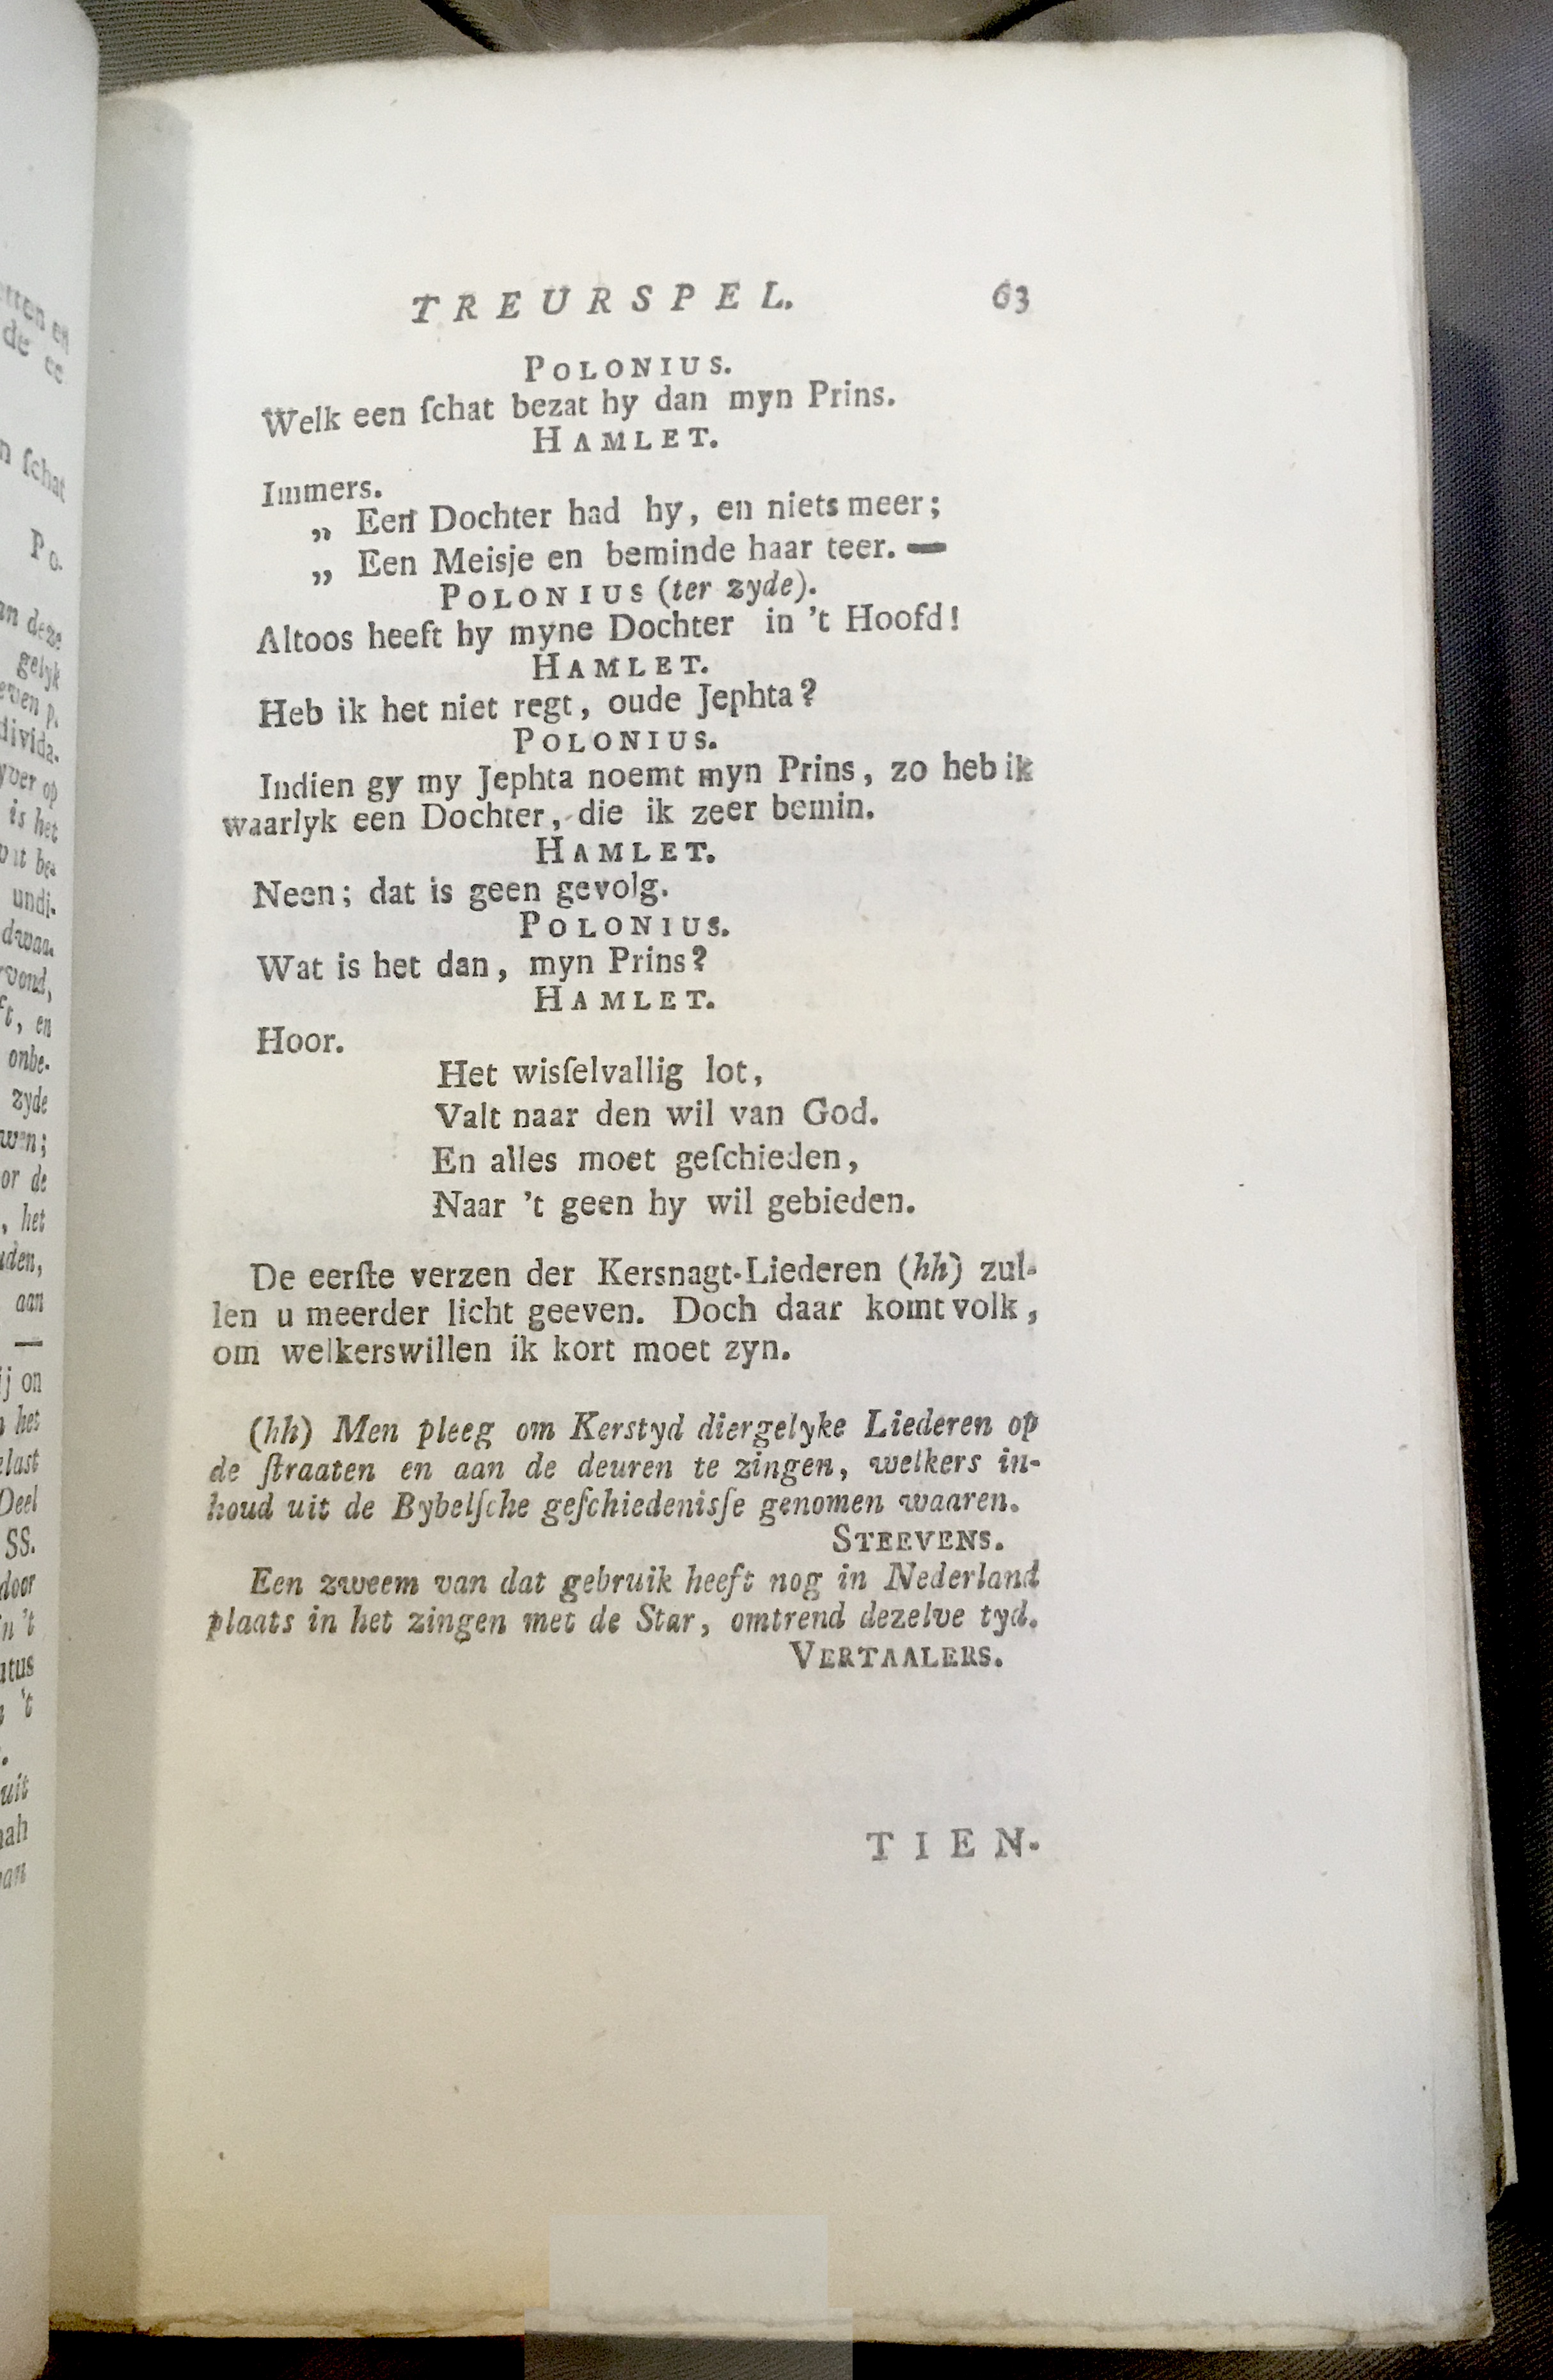 TREURSPEL. 63
POLONIUS.
Welk een ſchat bezat hy dan myn Prins.
HAMLET.
Immers.
„ Een Dochter had hy, en niets meer;
„ Een Meisje en beminde haar teer. —
POLONIUS (ter zyde).
Altoos heeft hy myne Dochter in 't Hoofd!
HAMLET.
Heb ik het niet regt, oude Jephta?
POLONIUS.
Indien gy my Jephta noemt myn Prins, zo heb ik
waarlyk een Dochter, die ik zeer bemin.
HAMLET.
Neen; dat is geen gevolg.
POLONIUS.
Wat is het dan, myn Prins?
HAMLET.
Hoor.
Het wisſelvallig lot,
Valt naar den wil van God.
En alles moet geſchieden,
Naar 't geen hy wil gebieden.
De eerſte verzen der Kersnagt-Liederen (hh) zul-
len u meerder licht geeven. Doch daar komt volk,
om welkerswillen ik kort moet zyn.
(hh) Men pleeg om Kerstyd diergelyke Liederen op
de ſtraaten en aan de deuren te zingen, welkers in-
houd uit de Bybelſche geſchiedenisſe genomen waaren.
STEEVENS.
Een zweem van dat gebruik heeft nog in Nederland
plaats in het zingen met de Star, omtrend dezelve tyd.
VERTAALERS.
TIEN-